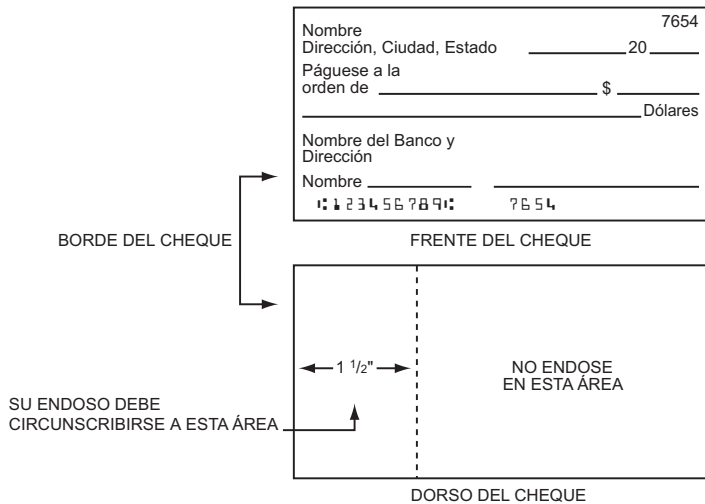 7654
Nombre
Dirección, Ciudad, Estado 20
Páguese a la
orden de $
Dólares
Nombre del Banco y
Dirección
Nombre
⑆123456789⑆ 7654
BORDE DEL CHEQUE
FRENTE DEL CHEQUE
1 1/2"
NO ENDOSE
EN ESTA ÁREA
SU ENDOSO DEBE
CIRCUNSCRIBIRSE A ESTA ÁREA
DORSO DEL CHEQUE